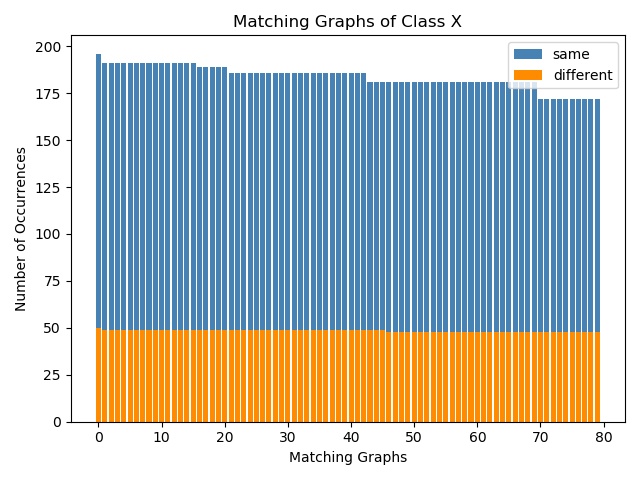 Matching Graphs of Class X
same
different
Number of Occurrences
200
175
150
125
100
75
50
25
0
0 10 20 30 40 50 60 70 80
Matching Graphs